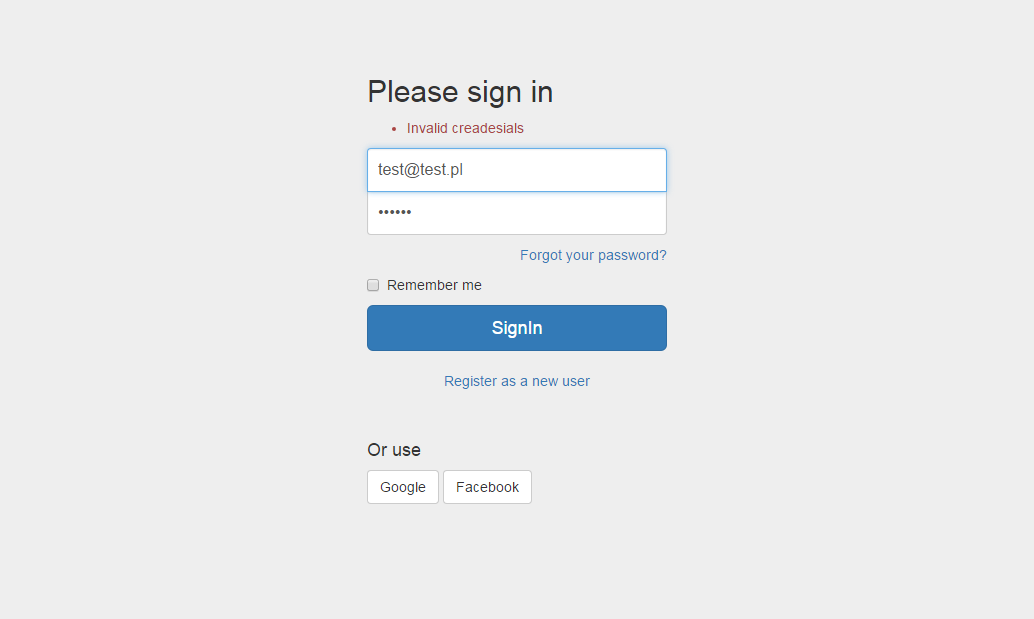 Please sign in
Invalid creadesials
test@test.pl
••••••
Forgot your password?
Remember me
SignIn
Register as a new user
Or use
Google Facebook